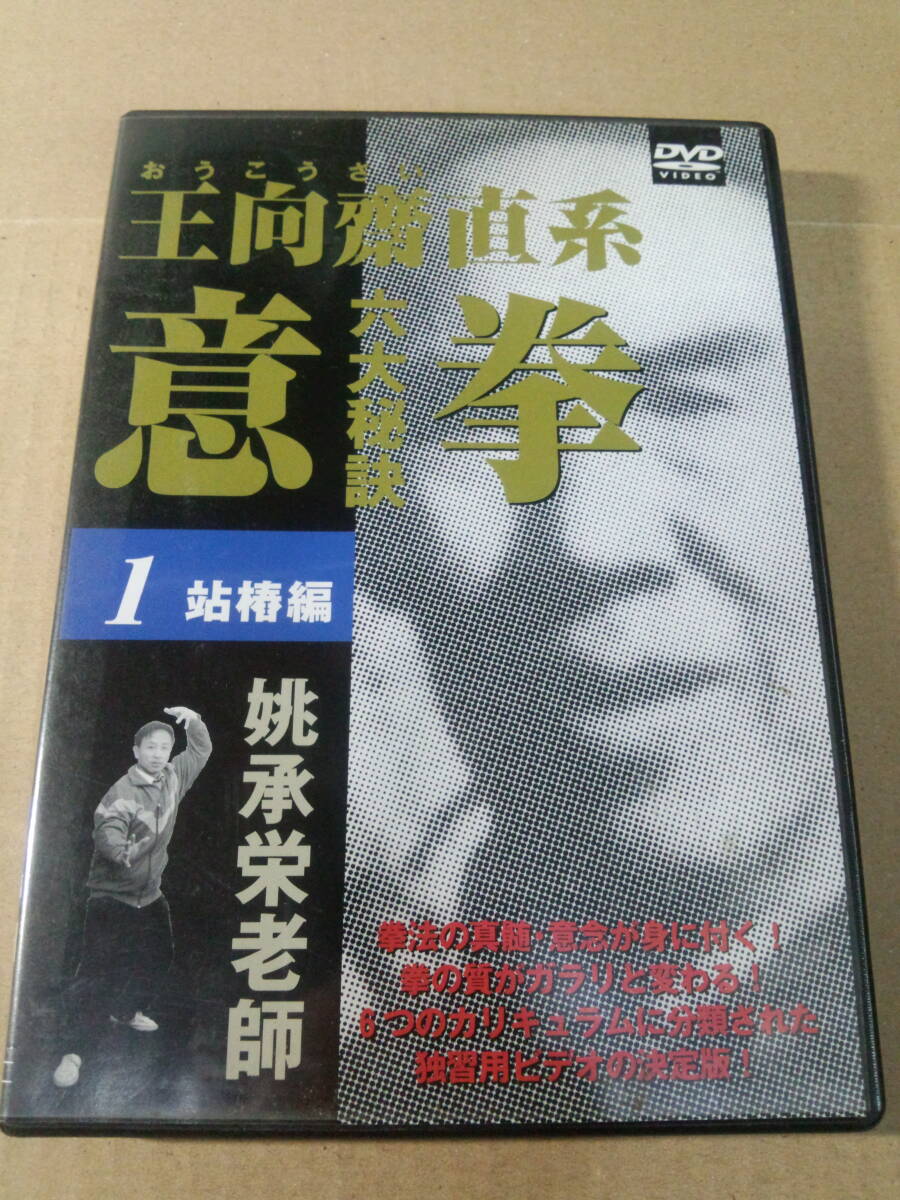 DVD
VIDEO
おうこうさい
王向齋直系
意拳
六大秘訣
1 站椿編
姚承栄老師
拳法の真髄・意念が身に付く!
拳の質がガラリと変わる!
6つのカリキュラムに分類された
独習用ビデオの決定版!